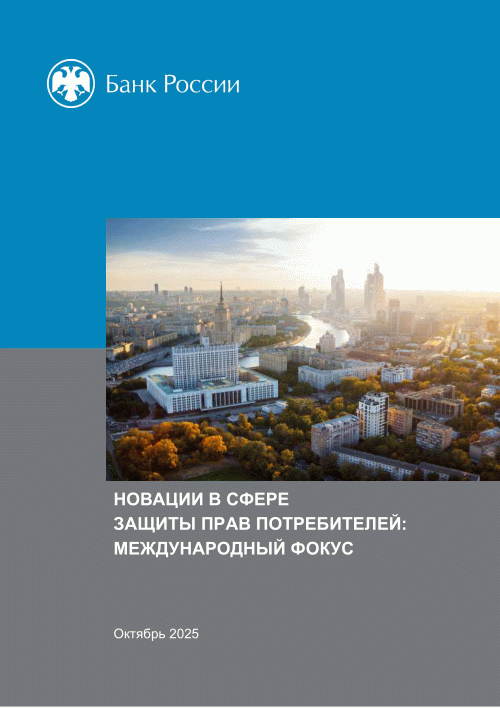 Банк России
НОВАЦИИ В СФЕРЕ
ЗАЩИТЫ ПРАВ ПОТРЕБИТЕЛЕЙ:
МЕЖДУНАРОДНЫЙ ФОКУС
Октябрь 2025